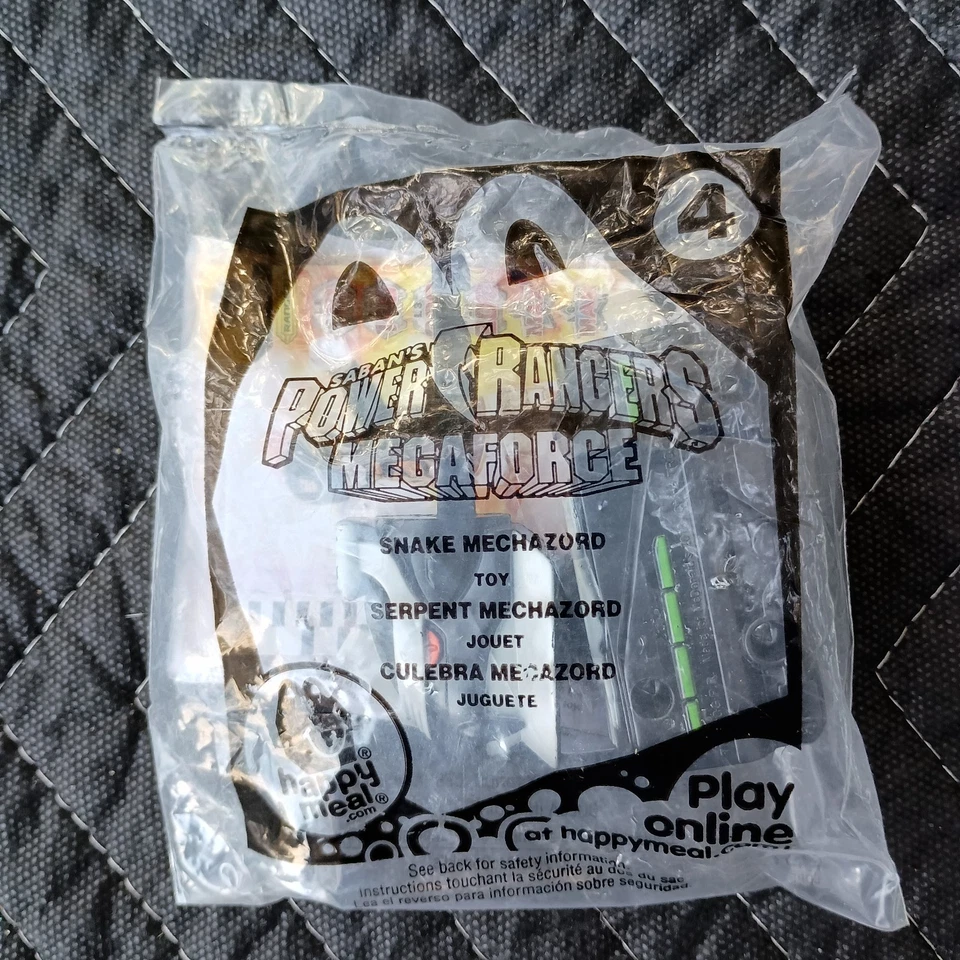 4
SABAN'S
POWER RANGERS
MEGAFORCE
SNAKE MECHAZORD
TOY
SERPENT MECHAZORD
JOUET
CULEBRA MEGAZORD
JUGUETE
happy®
meal®
.com
Play
online
at happymeal.com
See back for safety information.
Instructions touchant la sécurité au dos du sac.
Lea el reverso para información sobre seguridad.